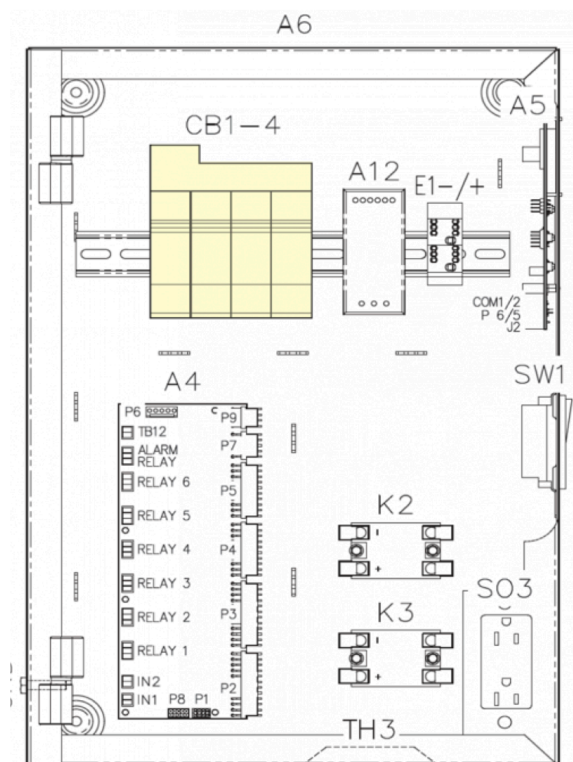 A6
A5
CB1-4
A12
E1-/+
COM1/2
P 6/5
J2
A4
SW1
P6
C
P9
TB12
P7
ALARM
RELAY
RELAY 6
P5
RELAY 5
K2
P4
RELAY 4
- 
+
SO3
RELAY 3
K3
P3
RELAY 2
-
+
RELAY 1
P2
IN2
IN1
P8
P1
TH3